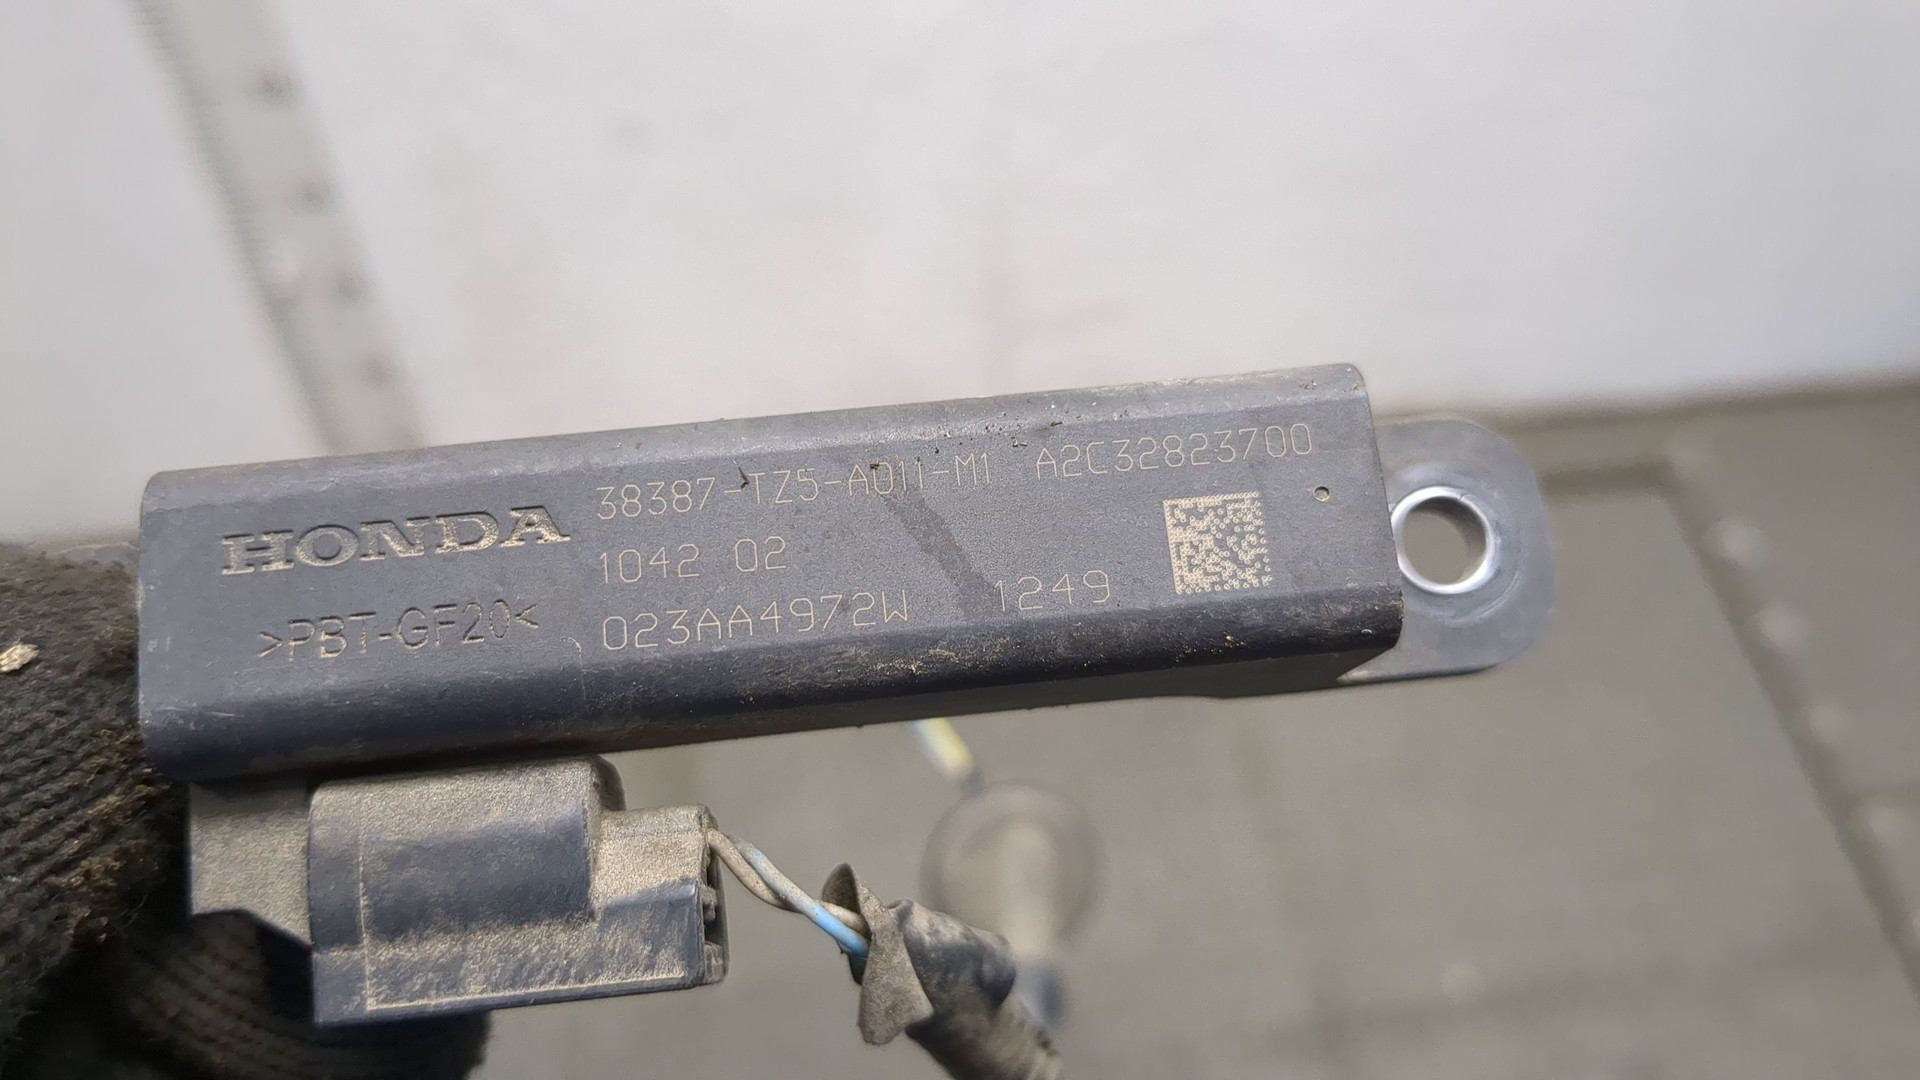 HONDA
>PBT-GF20<
38387-TZ5-A011-M1 A2C32823700
1042 02
023AA4972W 1249